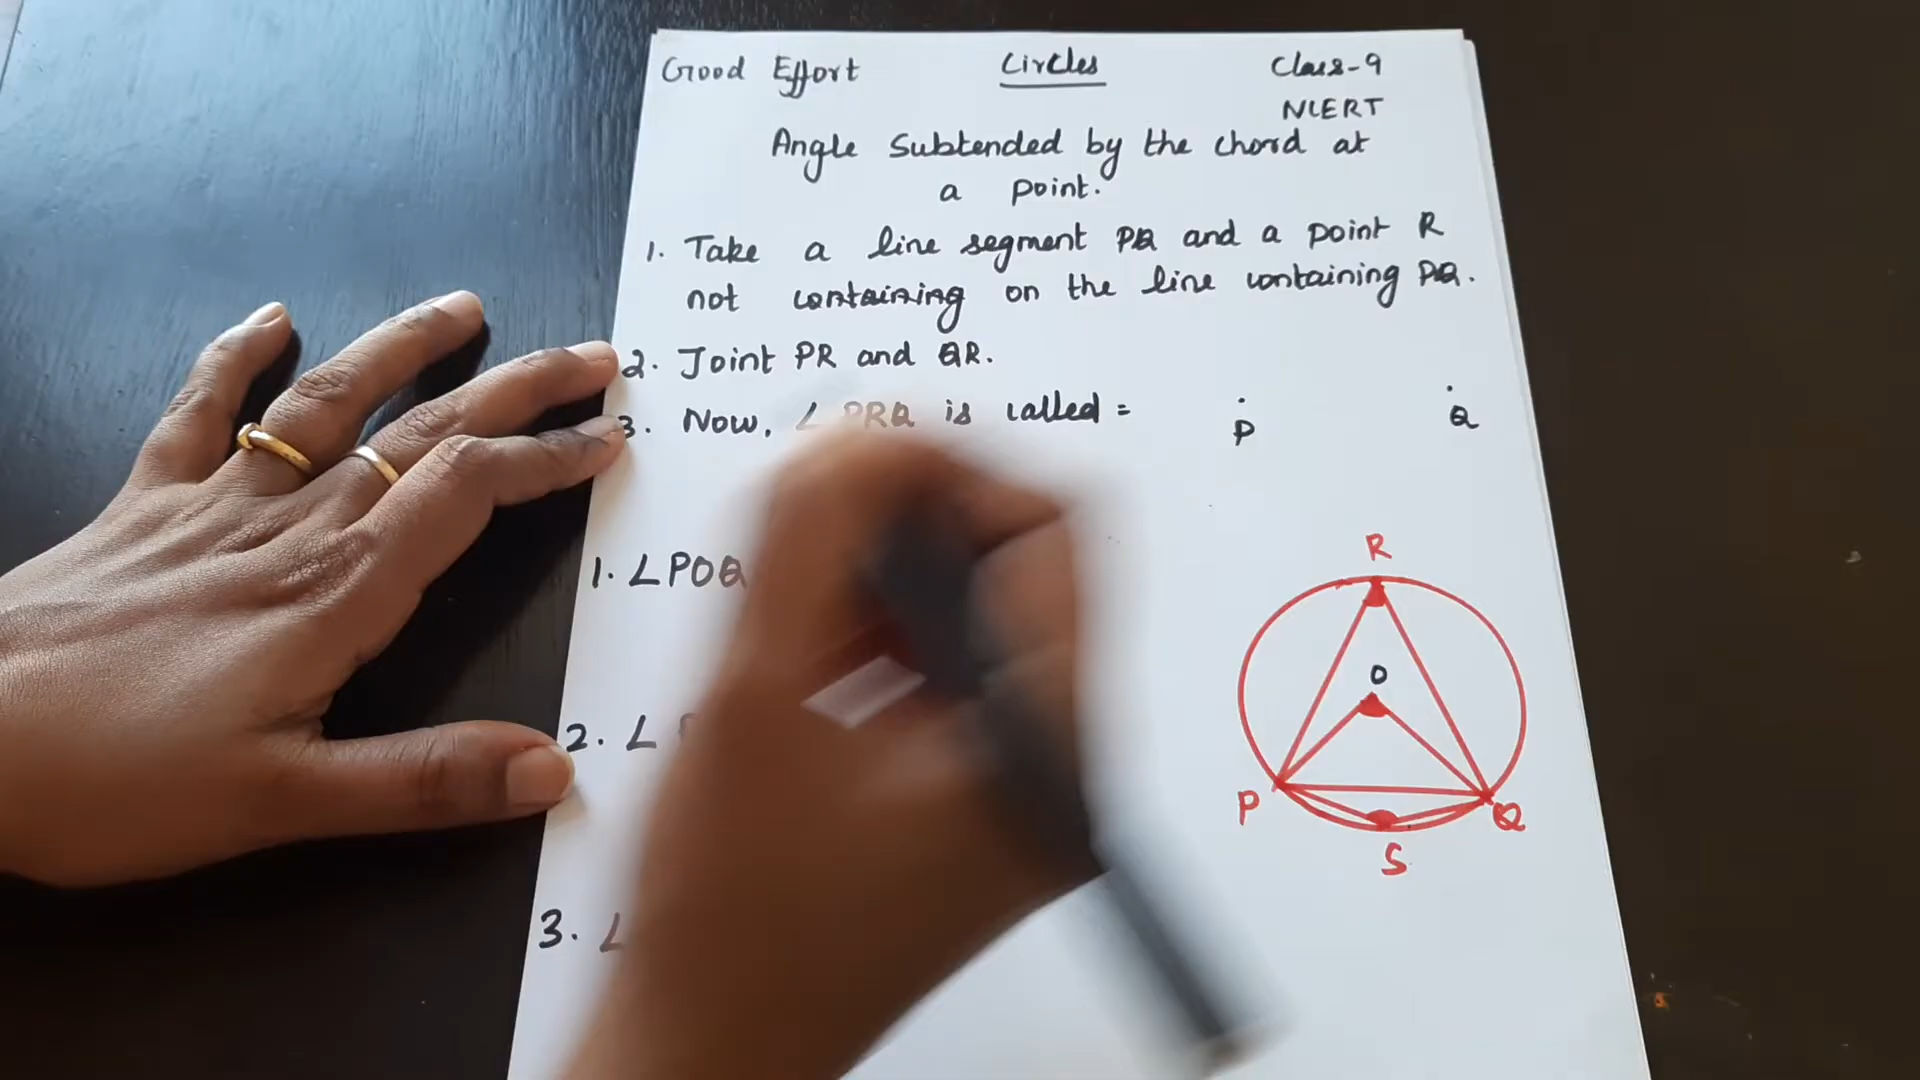 Good Effort Circles Class-9
NCERT
Angle Subtended by the chord at
a point.
1. Take a line segment PQ and a point R
not containing on the line containing PQ.
2. Joint PR and QR.
3. Now, ∠PRQ is called =
P Q
1. ∠POQ
2. ∠
3. ∠
R
O
P Q
S